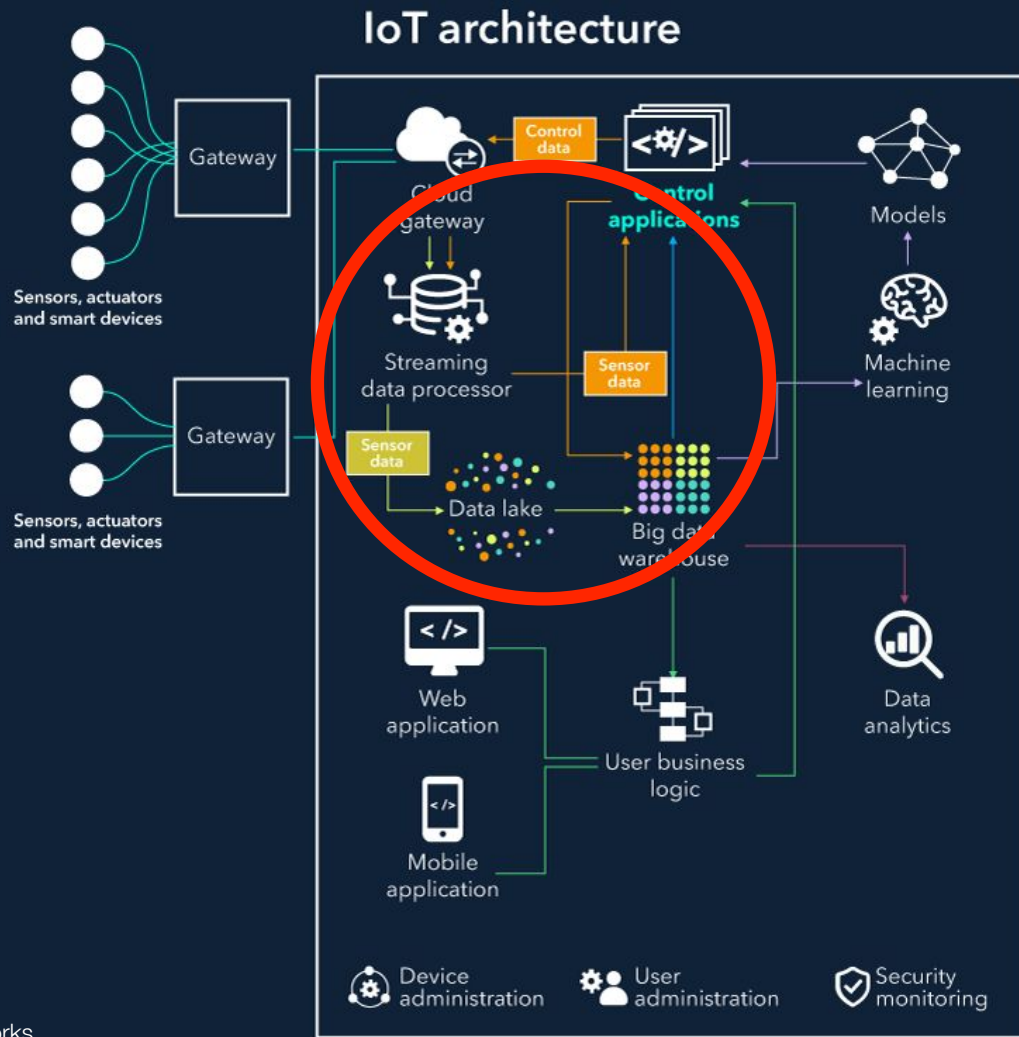 IoT architecture
Gateway
Sensors, actuators
and smart devices
Gateway
Sensors, actuators
and smart devices
Cloud
gateway
Control
data
Control
applications
Models
Streaming
data processor
Sensor
data
Machine
learning
Sensor
data
Data lake
Big data
warehouse
Web
application
User business
logic
Data
analytics
Mobile
application
Device
administration
User
administration
Security
monitoring